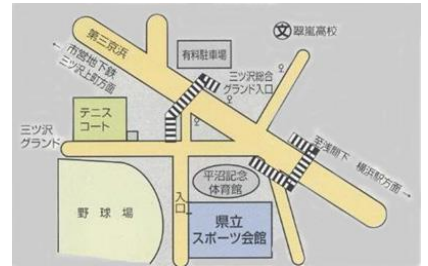 第三京浜
← 市営地下鉄
三ツ沢上町方面
有料駐車場
文 翠嵐高校
三ツ沢総合
グランド入口
テニス
コート
三ツ沢
グランド
至浅間下 横浜駅方面 →
平沼記念
体育館
入口
野球場
県立
スポーツ会館